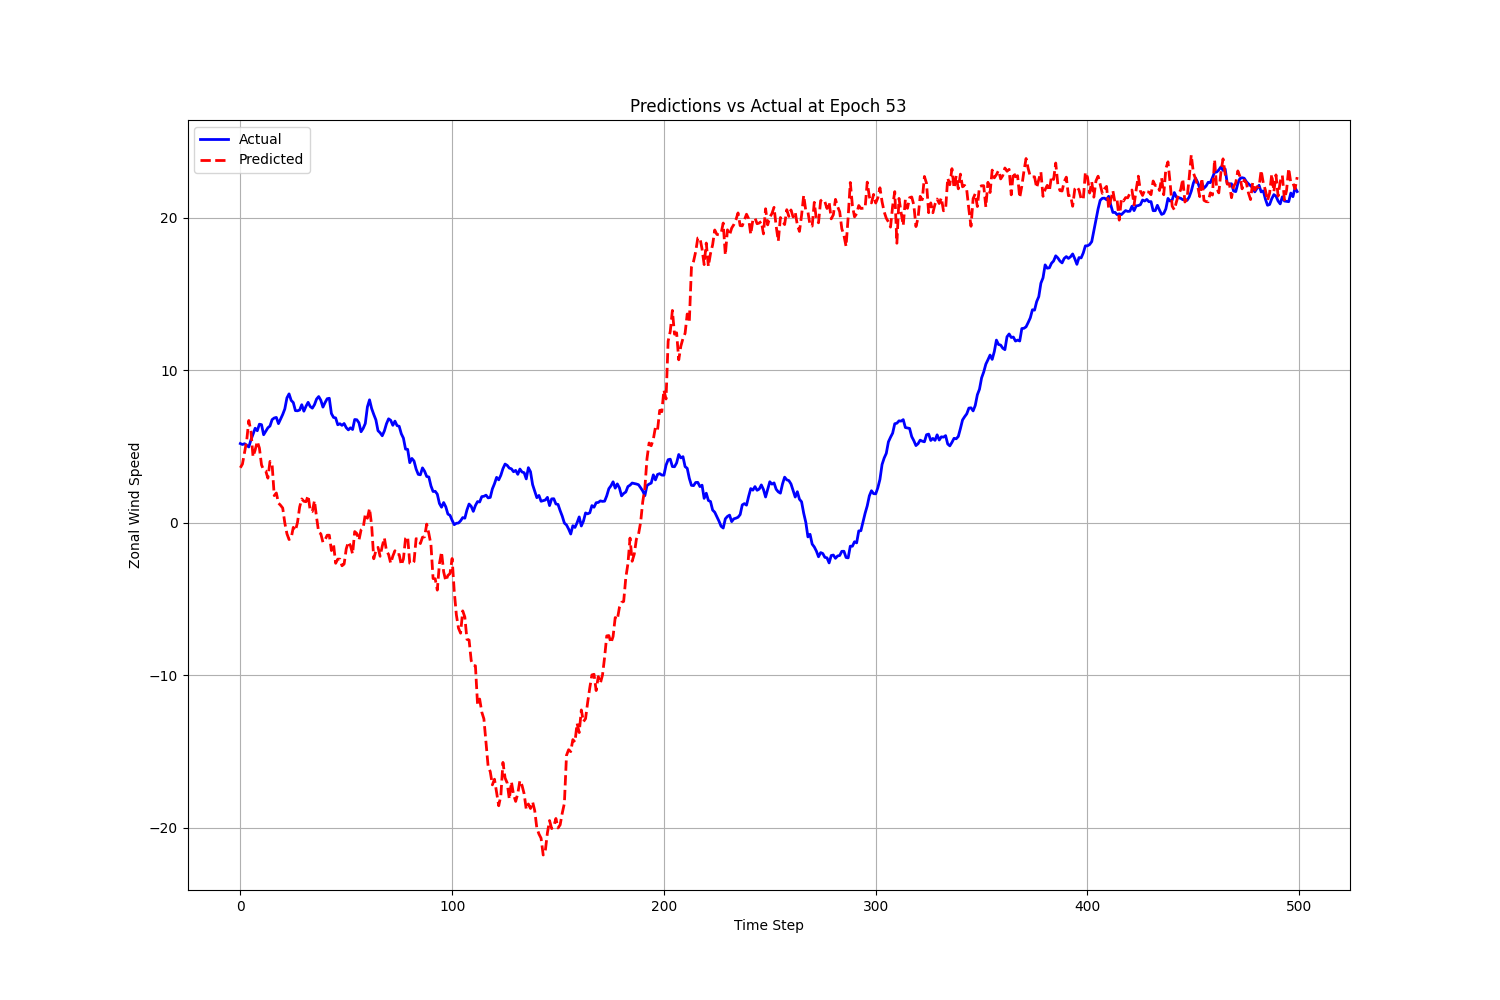 Predictions vs Actual at Epoch 53
Actual
Predicted
Zonal Wind Speed
20
10
0
−10
−20
0
100
200
300
400
500
Time Step